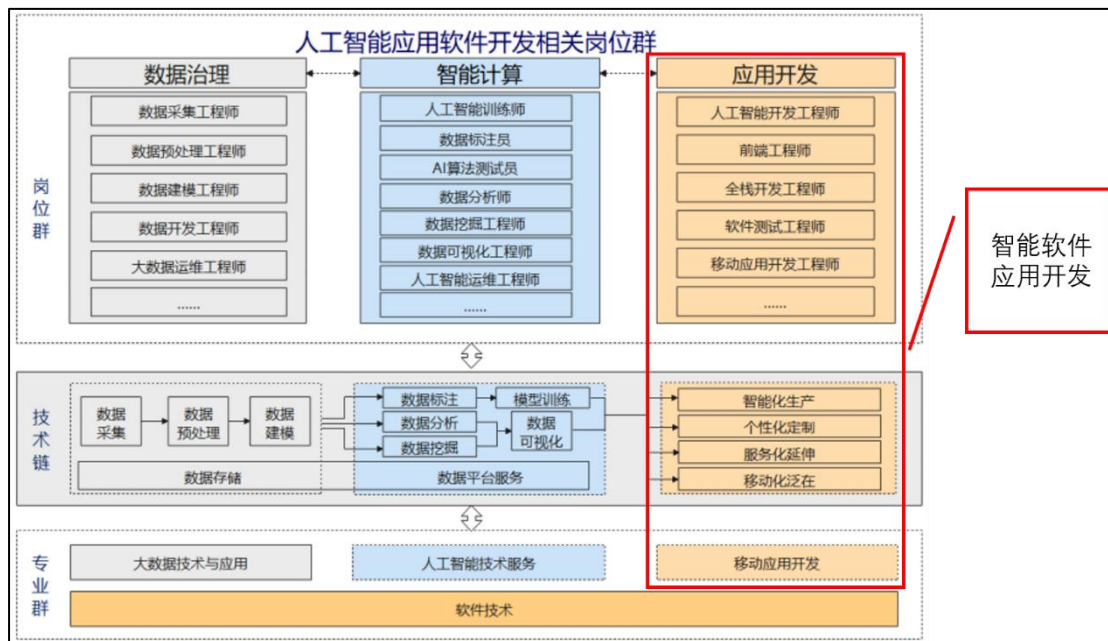 人工智能应用软件开发相关岗位群
数据治理
智能计算
应用开发
岗位群
数据采集工程师
数据预处理工程师
数据建模工程师
数据开发工程师
大数据运维工程师
......
人工智能训练师
数据标注员
AI算法测试员
数据分析师
数据挖掘工程师
数据可视化工程师
人工智能运维工程师
......
人工智能开发工程师
前端工程师
全栈开发工程师
软件测试工程师
移动应用开发工程师
......
智能软件
应用开发
技术链
数据
采集
数据
预处理
数据
建模
数据存储
数据标注
模型训练
数据分析
数据挖掘
数据
可视化
数据平台服务
智能化生产
个性化定制
服务化延伸
移动化泛在
专业群
大数据技术与应用
人工智能技术服务
移动应用开发
软件技术